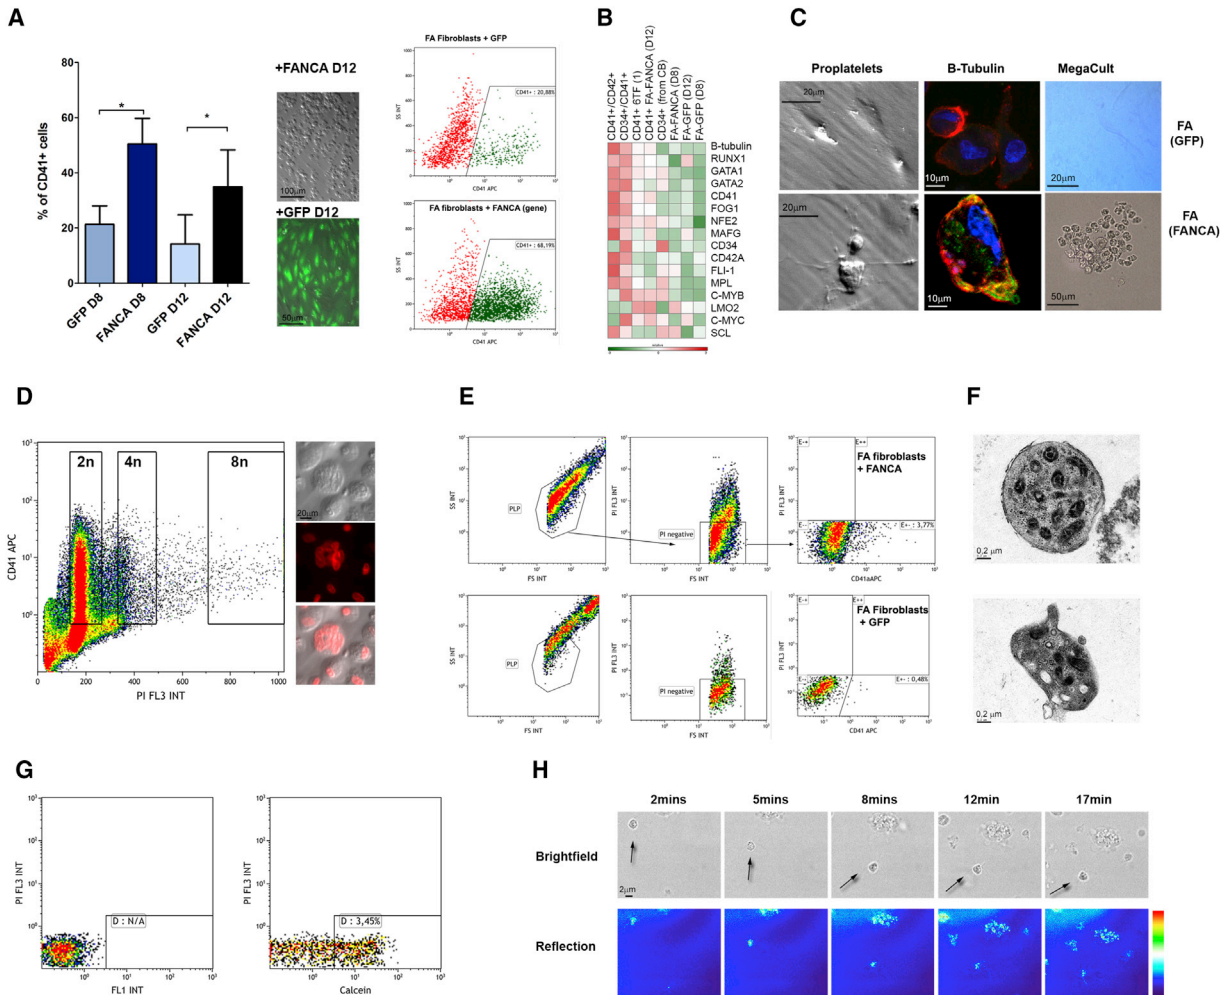 A
80
60
40
20
0
% of CD41+ cells
*
*
GFP D8
FANCA D8
GFP D12
FANCA D12
+FANCA D12
100µm
+GFP D12
50µm
FA Fibroblasts + GFP
CD41+ : 20,88%
SS INT
CD41 APC
FA fibroblasts + FANCA (gene)
CD41+ : 68,19%
SS INT
CD41 APC
B
CD41+/CD42+
CD34+/CD41+
CD41+ 6TF (1)
CD41+ FA-FANCA (D12)
CD34+ (from CB)
FA-FANCA (D8)
FA-GFP (D12)
FA-GFP (D8)
B-tubulin
RUNX1
GATA1
GATA2
CD41
FOG1
NFE2
MAFG
CD34
CD42A
FLI-1
MPL
C-MYB
LMO2
C-MYC
SCL
C
Proplatelets
B-Tubulin
MegaCult
20µm
10µm
20µm
FA
(GFP)
20µm
10µm
50µm
FA
(FANCA)
D
2n
4n
8n
CD41 APC
0 200 400 600 800 1000
PI FL3 INT
20µm
E
PLP
SS INT
FS INT
PI negative
PI FL3 INT
FS INT
E++
FA fibroblasts
+ FANCA
E+- : 3,77%
PI FL3 INT
CD41aAPC
PLP
SS INT
FS INT
PI negative
PI FL3 INT
FS INT
E++
FA Fibroblasts
+ GFP
E+- : 0,48%
PI FL3 INT
CD41 APC
F
0,2 µm
0,2 µm
G
PI FL3 INT
D : N/A
FL1 INT
PI FL3 INT
D : 3,45%
Calcein
H
2mins
5mins
8mins
12min
17min
Brightfield
2µm
Reflection